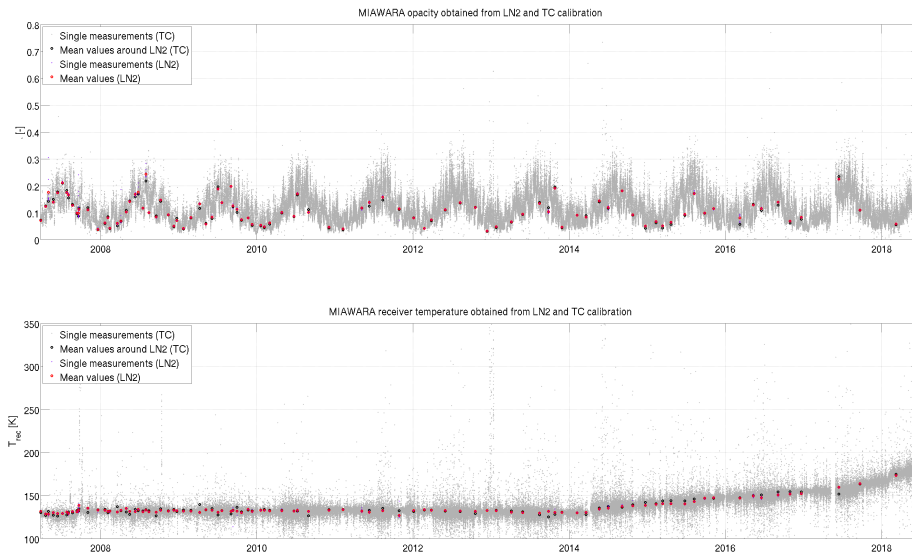 MIAWARA opacity obtained from LN2 and TC calibration
0.8
0.7
0.6
0.5
0.4
0.3
0.2
0.1
0
[-]
Single measurements (TC)
Mean values around LN2 (TC)
Single measurements (LN2)
Mean values (LN2)
2008
2010
2012
2014
2016
2018
MIAWARA receiver temperature obtained from LN2 and TC calibration
350
300
250
200
150
100
T_rec [K]
Single measurements (TC)
Mean values around LN2 (TC)
Single measurements (LN2)
Mean values (LN2)
2008
2010
2012
2014
2016
2018